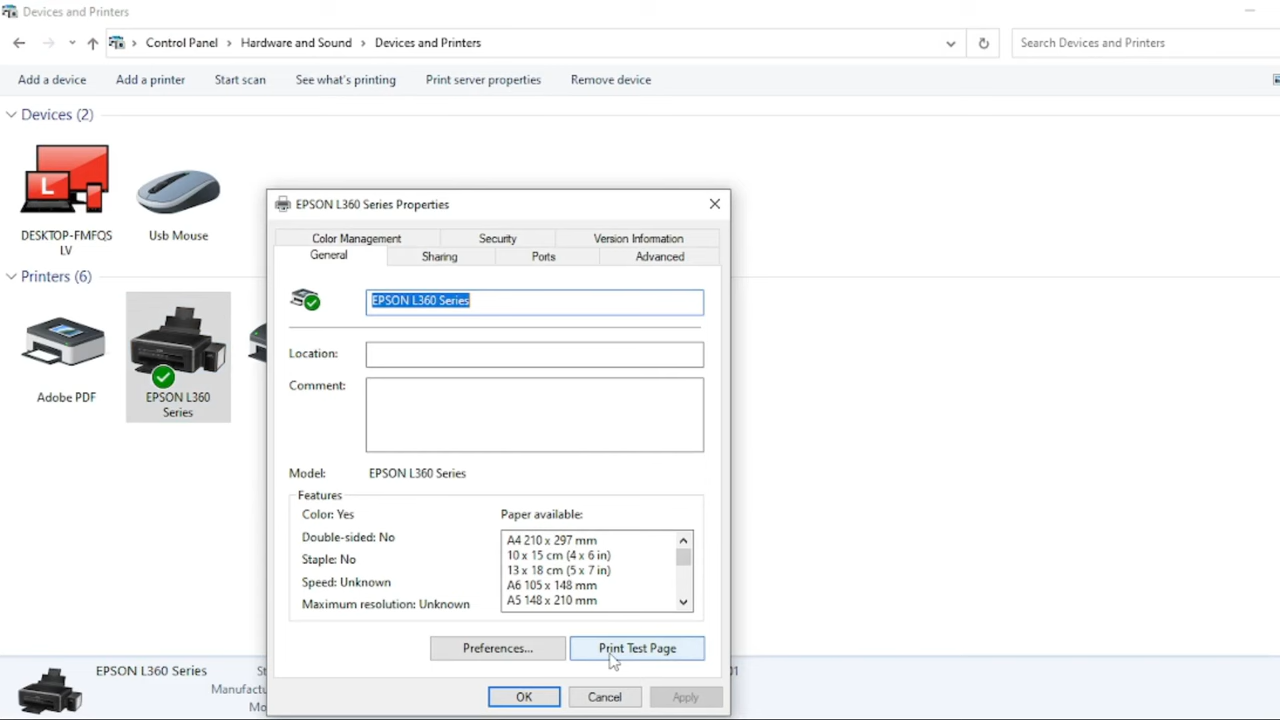 Devices and Printers
Control Panel > Hardware and Sound > Devices and Printers
Search Devices and Printers
Add a device
Add a printer
Start scan
See what's printing
Print server properties
Remove device
Devices (2)
L
DESKTOP-FMFQS
LV
Usb Mouse
Printers (6)
Adobe PDF
EPSON L360
Series
EPSON L360 Series Properties
Color Management
Security
Version Information
General
Sharing
Ports
Advanced
EPSON L360 Series
Location:
Comment:
Model:
EPSON L360 Series
Features
Color: Yes
Double-sided: No
Staple: No
Speed: Unknown
Maximum resolution: Unknown
Paper available:
A4 210 x 297 mm
10 x 15 cm (4 x 6 in)
13 x 18 cm (5 x 7 in)
A6 105 x 148 mm
A5 148 x 210 mm
Preferences...
Print Test Page
OK
Cancel
Apply
EPSON L360 Series